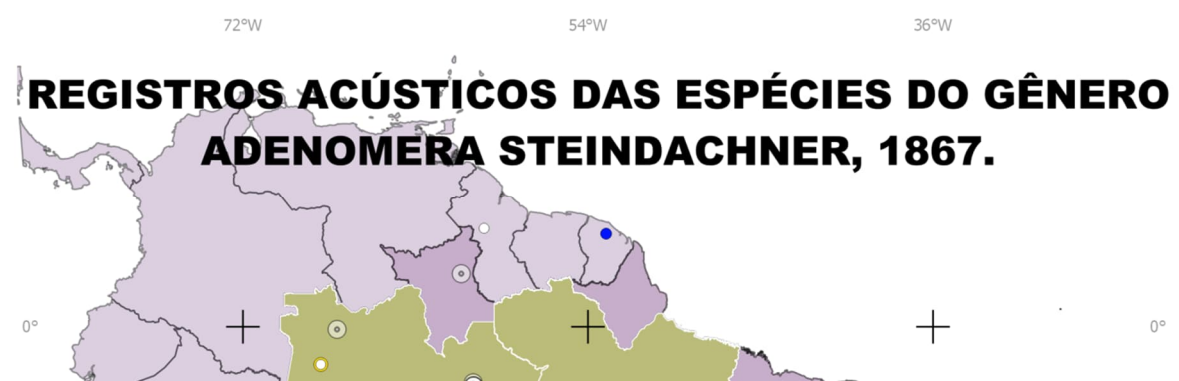 72°W 54°W 36°W
REGISTROS ACÚSTICOS DAS ESPÉCIES DO GÊNERO
ADENOMERA STEINDACHNER, 1867.
0° 0°